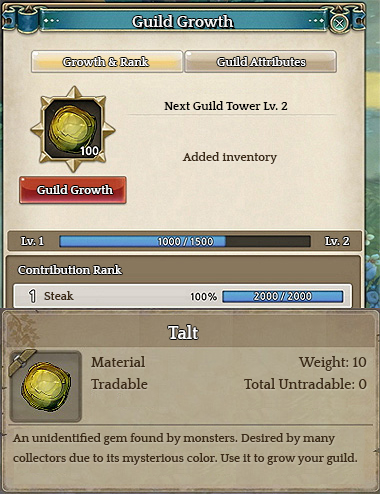 Guild Growth
Growth & Rank
Guild Attributes
Next Guild Tower Lv. 2
100
Added inventory
Guild Growth
Lv. 1
1000 / 1500
Lv. 2
Contribution Rank
1 Steak 100% 2000 / 2000
Talt
Material Weight: 10
Tradable Total Untradable: 0
An unidentified gem found by monsters. Desired by many
collectors due to its mysterious color. Use it to grow your guild.